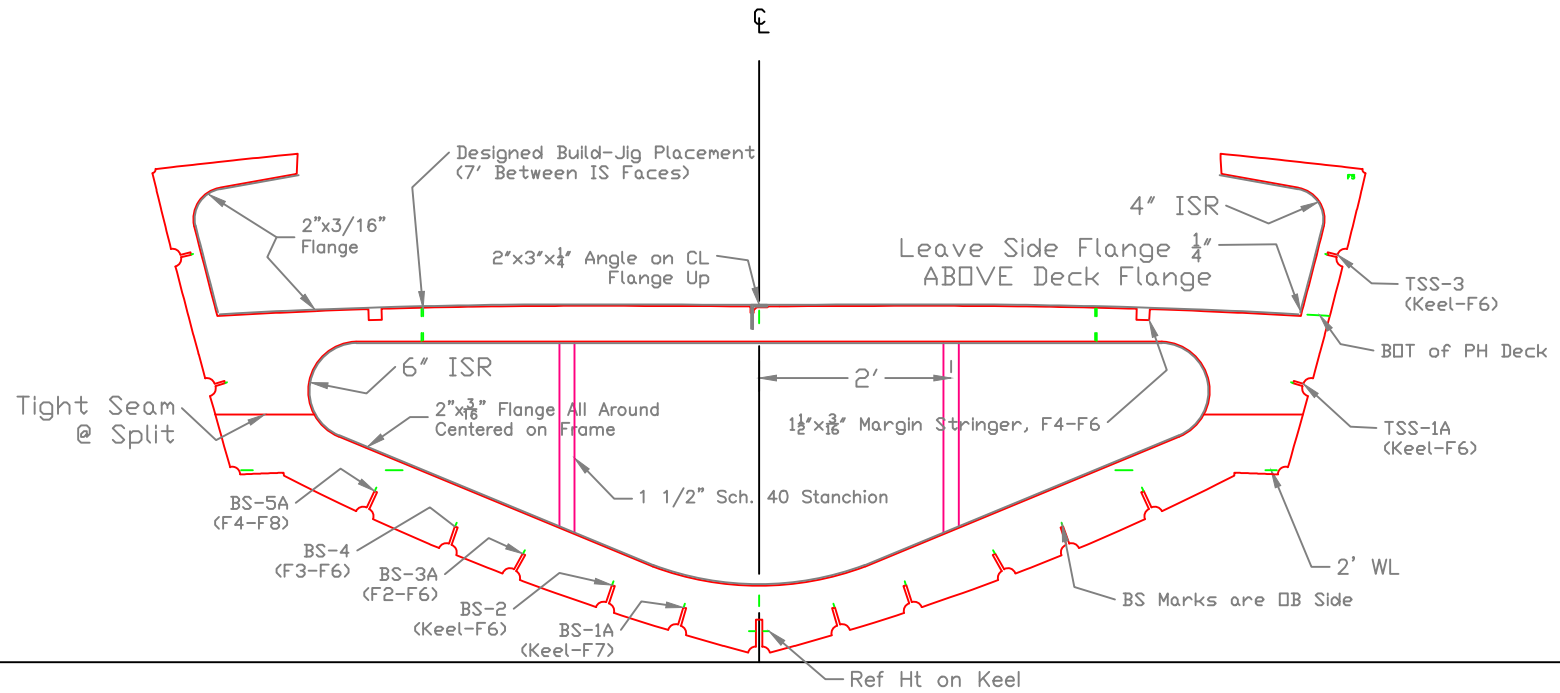 ℄
Designed Build-Jig Placement
(7' Between IS Faces)
2"x3/16"
Flange
2"x3"x1/4" Angle on CL
Flange Up
4" ISR
Leave Side Flange 1/4"
ABOVE Deck Flange
TSS-3
(Keel-F6)
BOT of PH Deck
6" ISR
2'
Tight Seam
@ Split
2"x3/16" Flange All Around
Centered on Frame
1 1/2"x3/16" Margin Stringer, F4-F6
TSS-1A
(Keel-F6)
1 1/2" Sch. 40 Stanchion
BS-5A
(F4-F8)
BS-4
(F3-F6)
BS-3A
(F2-F6)
BS-2
(Keel-F6)
BS-1A
(Keel-F7)
2' WL
BS Marks are OB Side
Ref Ht on Keel